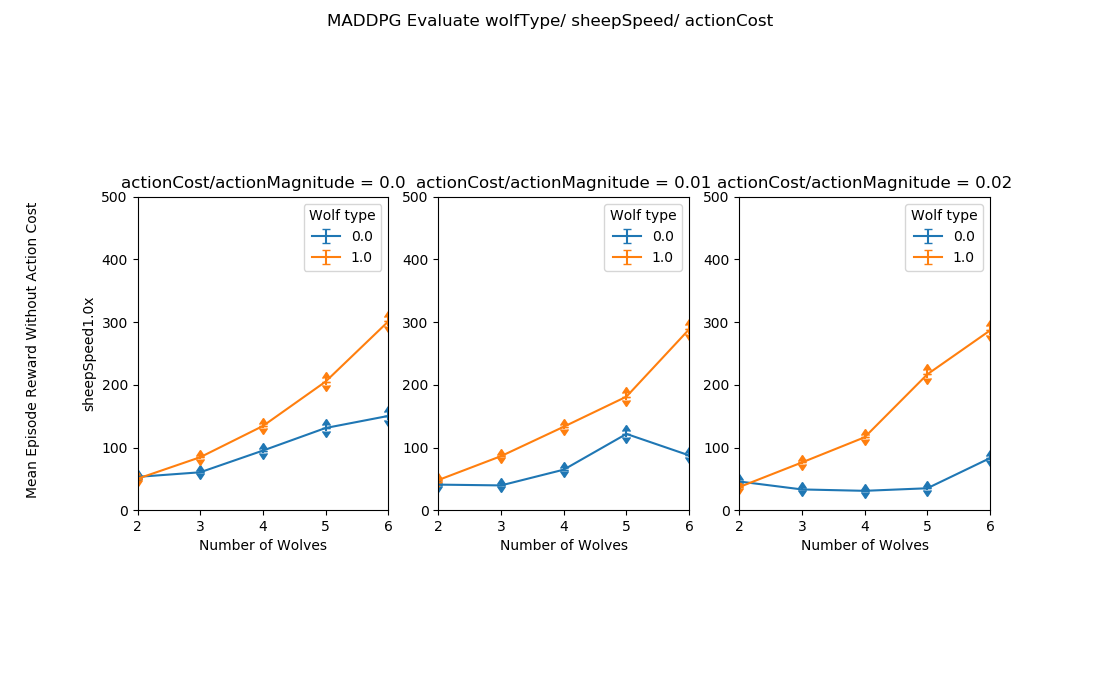 MADDPG Evaluate wolfType/ sheepSpeed/ actionCost
Mean Episode Reward Without Action Cost
sheepSpeed1.0x
actionCost/actionMagnitude = 0.0
500
400
300
200
100
0
2 3 4 5 6
Number of Wolves
Wolf type
0.0
1.0
actionCost/actionMagnitude = 0.01
500
400
300
200
100
0
2 3 4 5 6
Number of Wolves
Wolf type
0.0
1.0
actionCost/actionMagnitude = 0.02
500
400
300
200
100
0
2 3 4 5 6
Number of Wolves
Wolf type
0.0
1.0